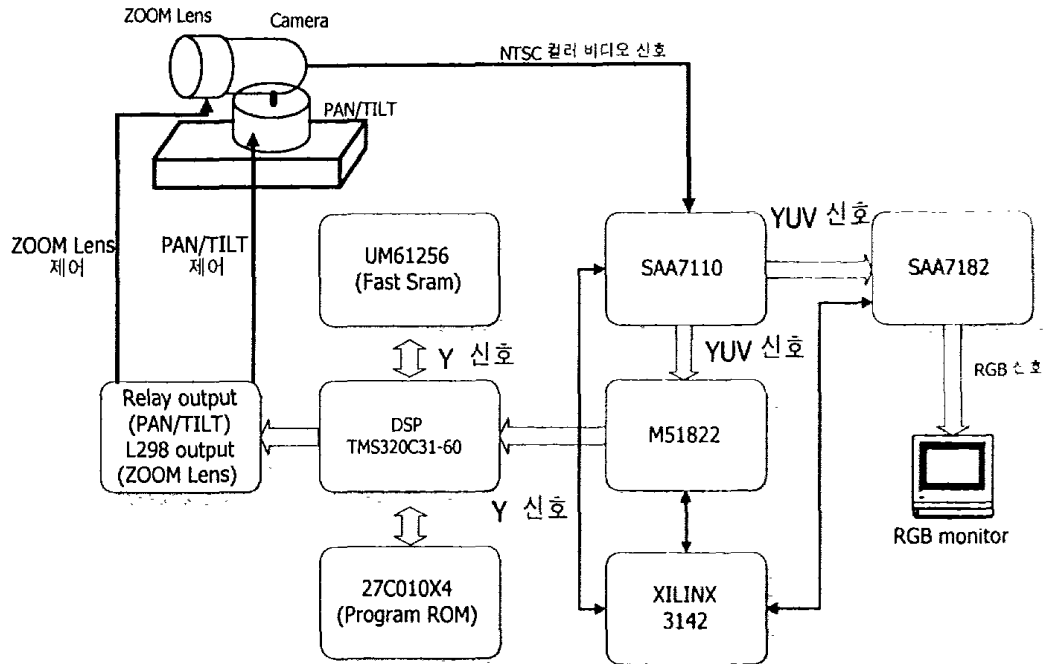 ZOOM Lens
Camera
NTSC 컬러 비디오 신호
PAN/TILT
ZOOM Lens
제어
PAN/TILT
제어
UM61256
(Fast Sram)
SAA7110
YUV 신호
SAA7182
Y 신호
YUV 신호
RGB 신호
Relay output
(PAN/TILT)
L298 output
(ZOOM Lens)
DSP
TMS320C31-60
M51822
Y 신호
RGB monitor
27C010X4
(Program ROM)
XILINX
3142